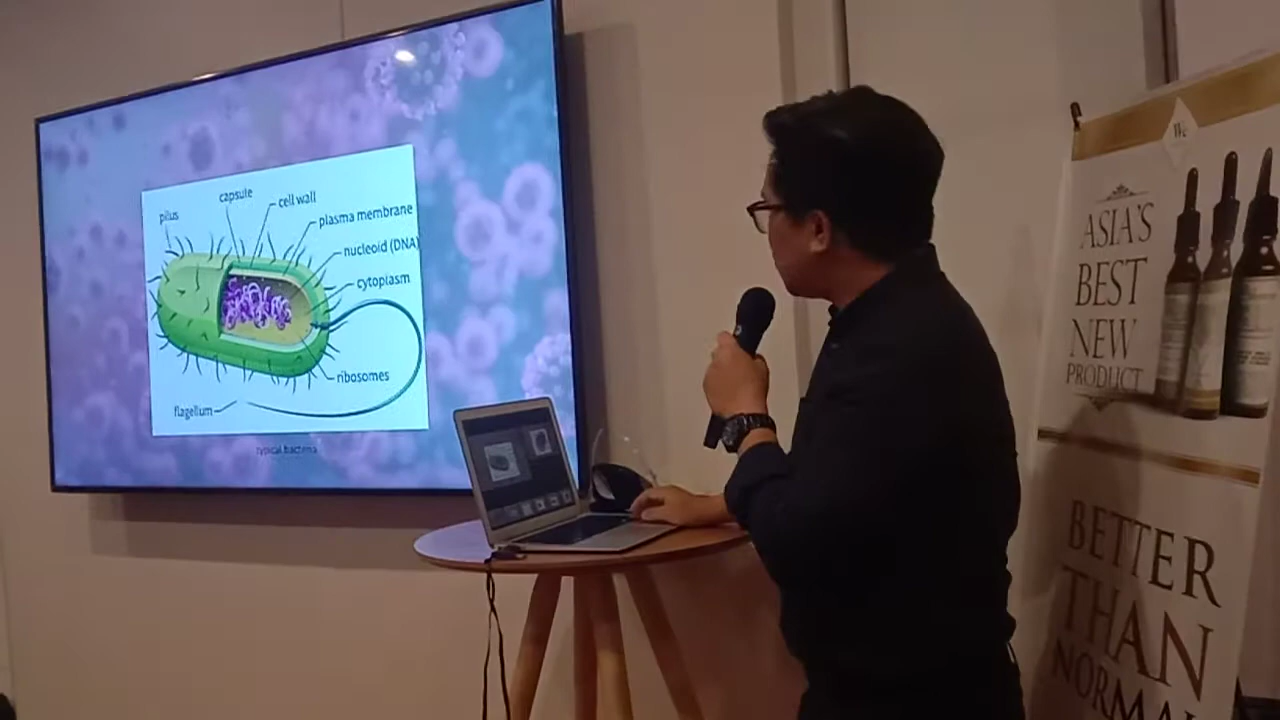 capsule
cell wall
pilus
plasma membrane
nucleoid (DNA)
cytoplasm
ribosomes
flagellum
typical bacteria
We
ASIA'S
BEST
NEW
PRODUCT
BETTER
THAN
NORMAL